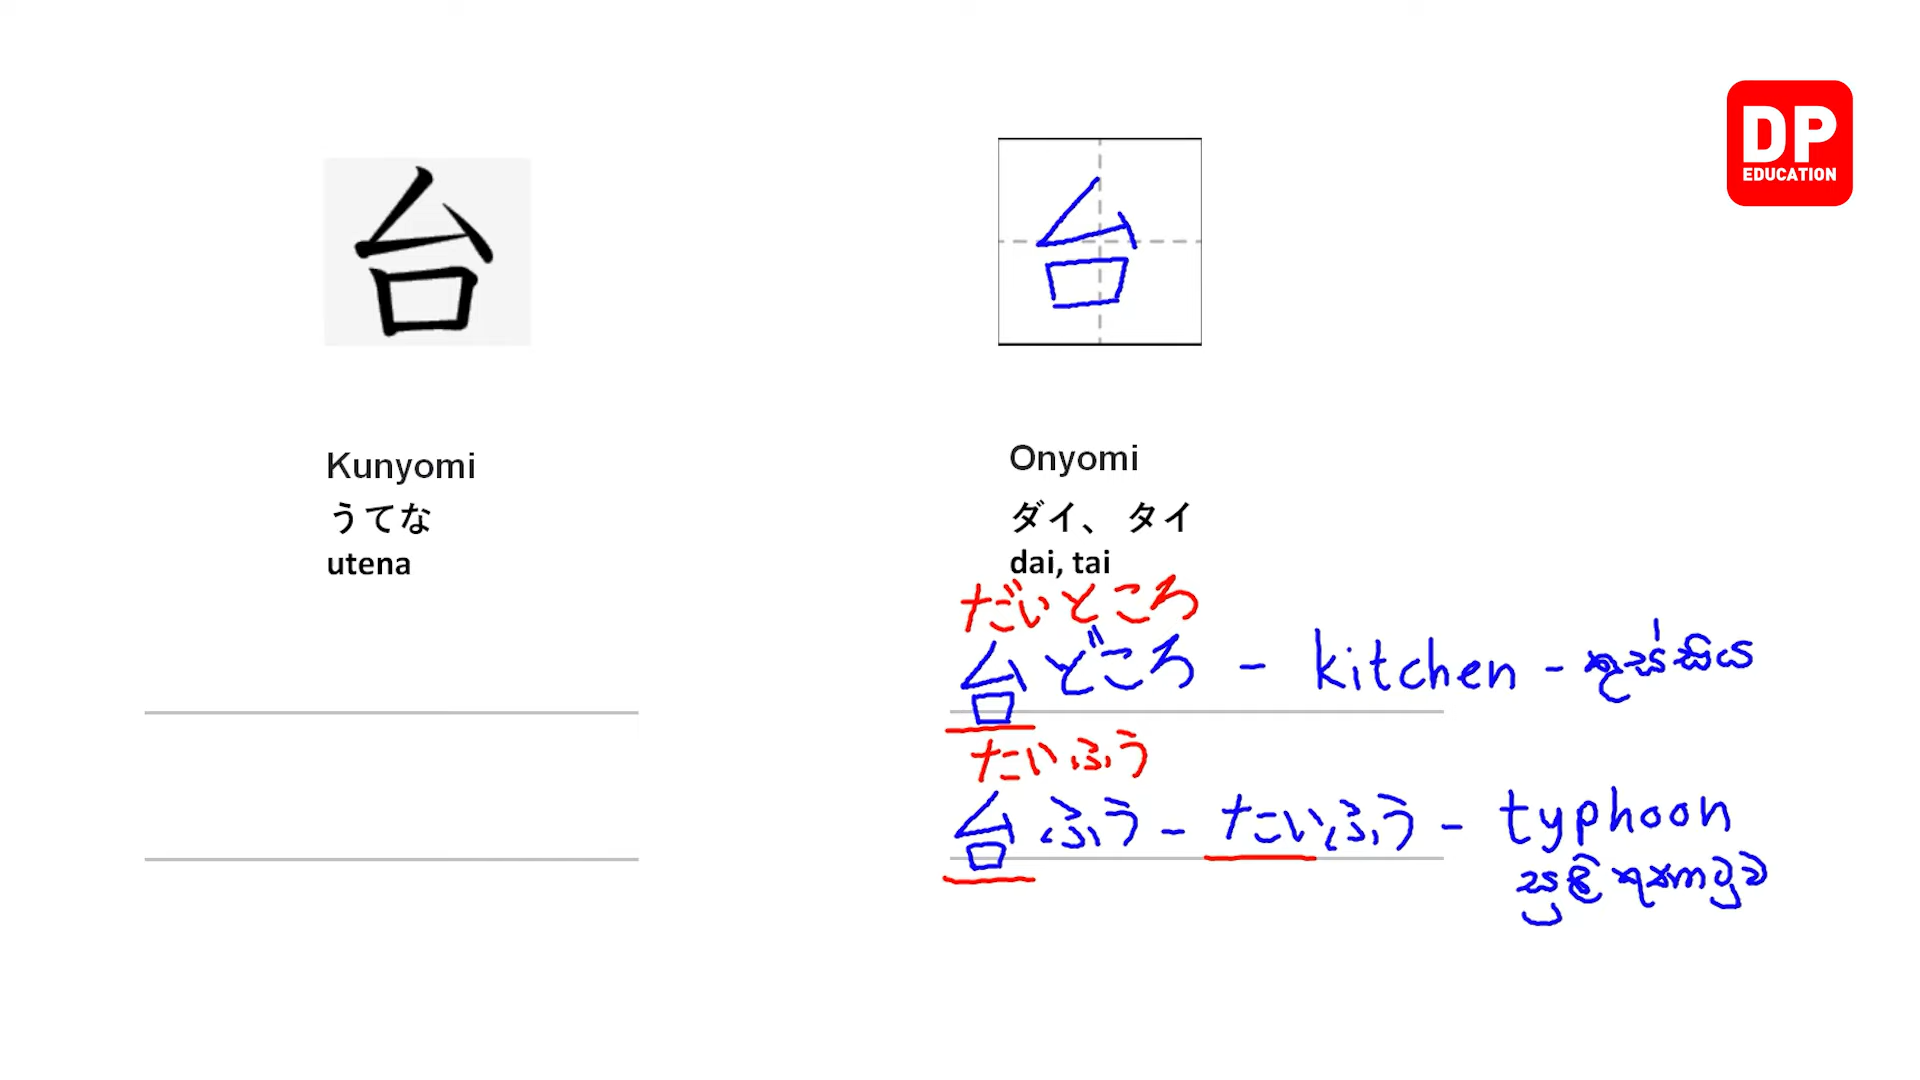 DP
EDUCATION
台
台
Kunyomi
うてな
utena
Onyomi
ダイ、 タイ
dai, tai
だいところ
台どころ - kitchen - කුස්සිය
たいふう
台ふう - たいふう - typhoon
සුළි කුණාටුව